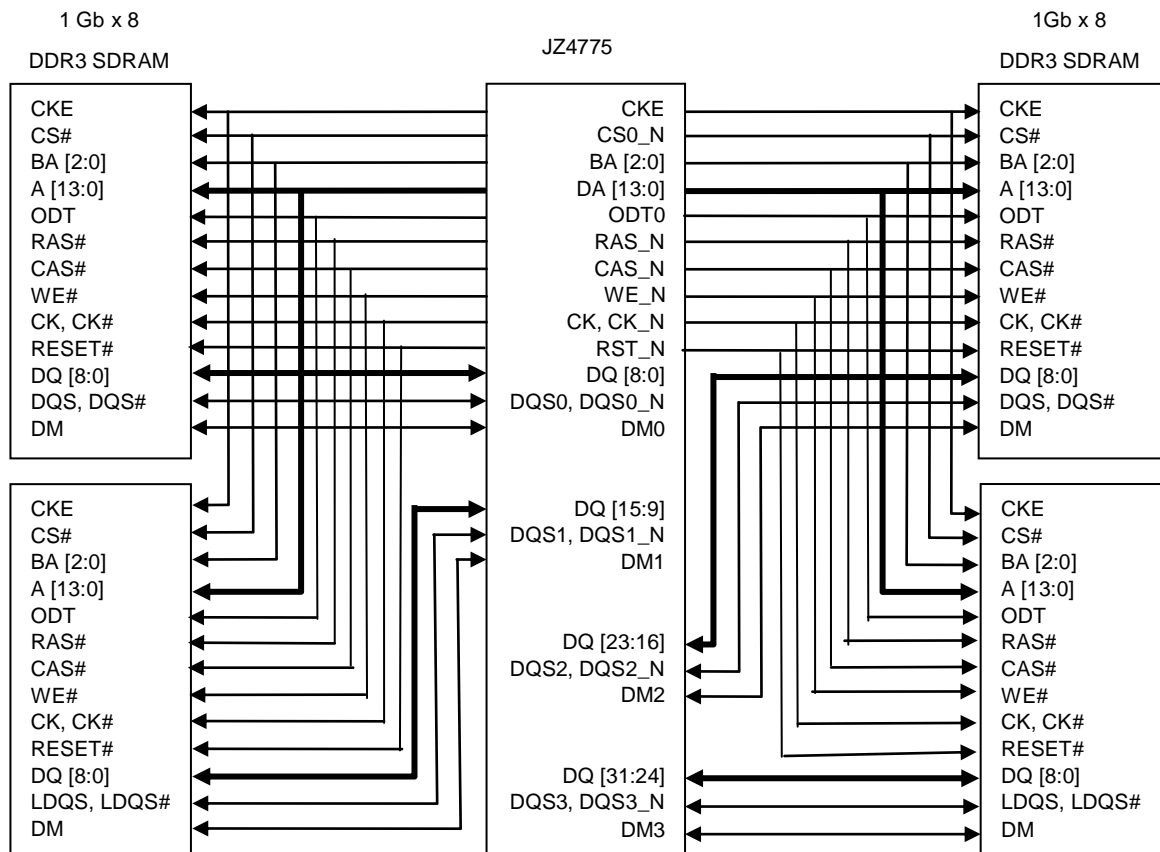 1 Gb x 8
DDR3 SDRAM
CKE
CS#
BA [2:0]
A [13:0]
ODT
RAS#
CAS#
WE#
CK, CK#
RESET#
DQ [8:0]
DQS, DQS#
DM
CKE
CS#
BA [2:0]
A [13:0]
ODT
RAS#
CAS#
WE#
CK, CK#
RESET#
DQ [8:0]
LDQS, LDQS#
DM
JZ4775
CKE
CS0_N
BA [2:0]
DA [13:0]
ODT0
RAS_N
CAS_N
WE_N
CK, CK_N
RST_N
DQ [8:0]
DQS0, DQS0_N
DM0
DQ [15:9]
DQS1, DQS1_N
DM1
DQ [23:16]
DQS2, DQS2_N
DM2
DQ [31:24]
DQS3, DQS3_N
DM3
1Gb x 8
DDR3 SDRAM
CKE
CS#
BA [2:0]
A [13:0]
ODT
RAS#
CAS#
WE#
CK, CK#
RESET#
DQ [8:0]
DQS, DQS#
DM
CKE
CS#
BA [2:0]
A [13:0]
ODT
RAS#
CAS#
WE#
CK, CK#
RESET#
DQ [8:0]
LDQS, LDQS#
DM